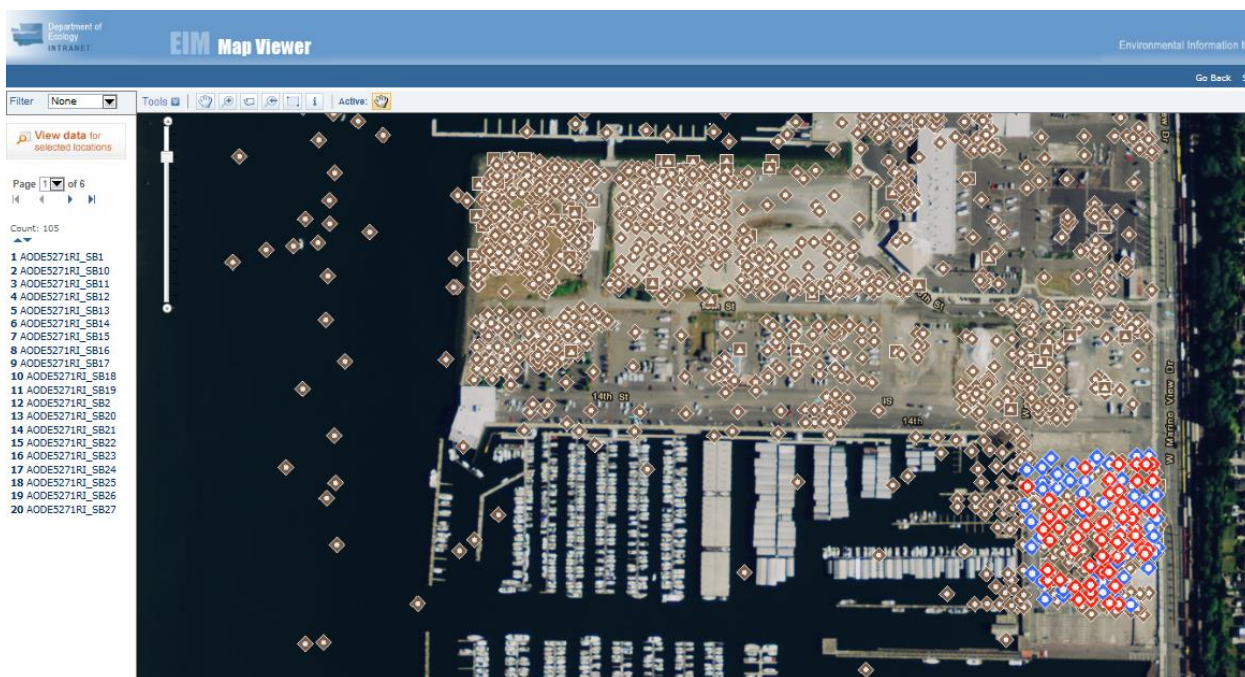 Department of
Ecology
INTRANET
EIM Map Viewer
Environmental Information
Go Back
Filter None
Tools
Active:
View data for
selected locations
Page 1 of 6
Count: 105
1 AODE5271RI_SB1
2 AODE5271RI_SB10
3 AODE5271RI_SB11
4 AODE5271RI_SB12
5 AODE5271RI_SB13
6 AODE5271RI_SB14
7 AODE5271RI_SB15
8 AODE5271RI_SB16
9 AODE5271RI_SB17
10 AODE5271RI_SB18
11 AODE5271RI_SB19
12 AODE5271RI_SB2
13 AODE5271RI_SB20
14 AODE5271RI_SB21
15 AODE5271RI_SB22
16 AODE5271RI_SB23
17 AODE5271RI_SB24
18 AODE5271RI_SB25
19 AODE5271RI_SB26
20 AODE5271RI_SB27
St
St
14th St
14th
W Marine View Dr